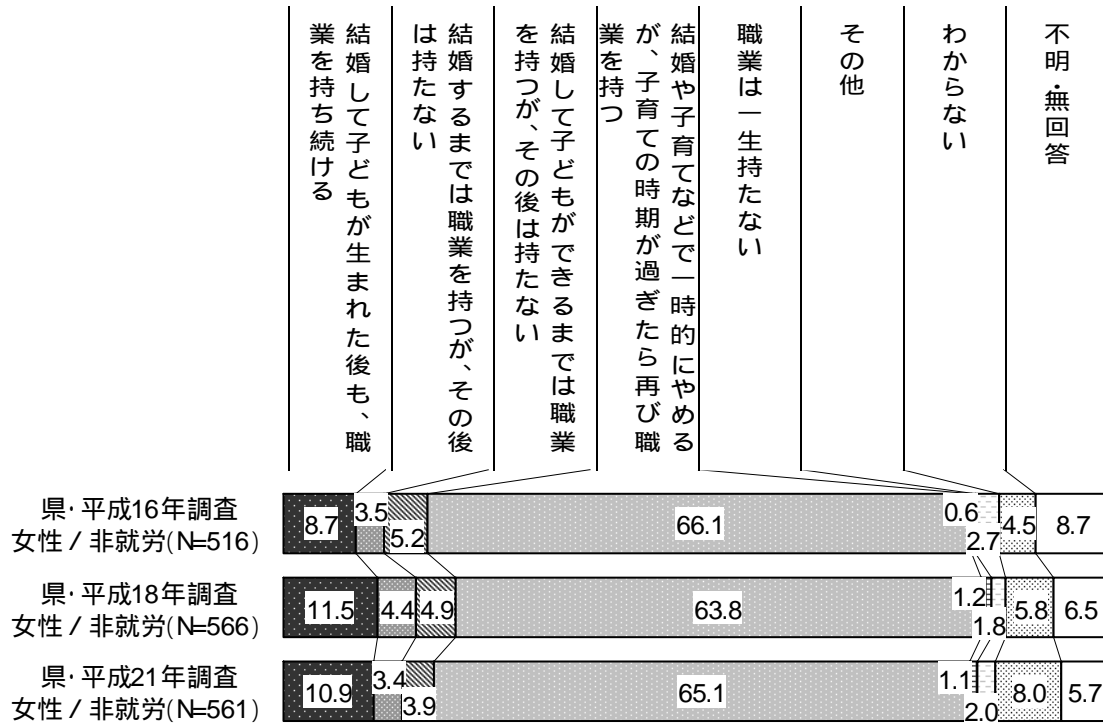 結婚して子どもが生まれた後も、職
業を持ち続ける
結婚するまでは職業を持つが、その後
は持たない
結婚して子どもができるまでは職業
を持つが、その後は持たない
結婚や子育てなどで一時的にやめる
が、子育ての時期が過ぎたら再び職
業を持つ
職業は一生持たない
その他
わからない
不明・無回答
県・平成16年調査
女性/非就労(N=516)
8.7
3.5
5.2
66.1
0.6
2.7
4.5
8.7
県・平成18年調査
女性/非就労(N=566)
11.5
4.4
4.9
63.8
1.2
1.8
5.8
6.5
県・平成21年調査
女性/非就労(N=561)
10.9
3.4
3.9
65.1
1.1
2.0
8.0
5.7